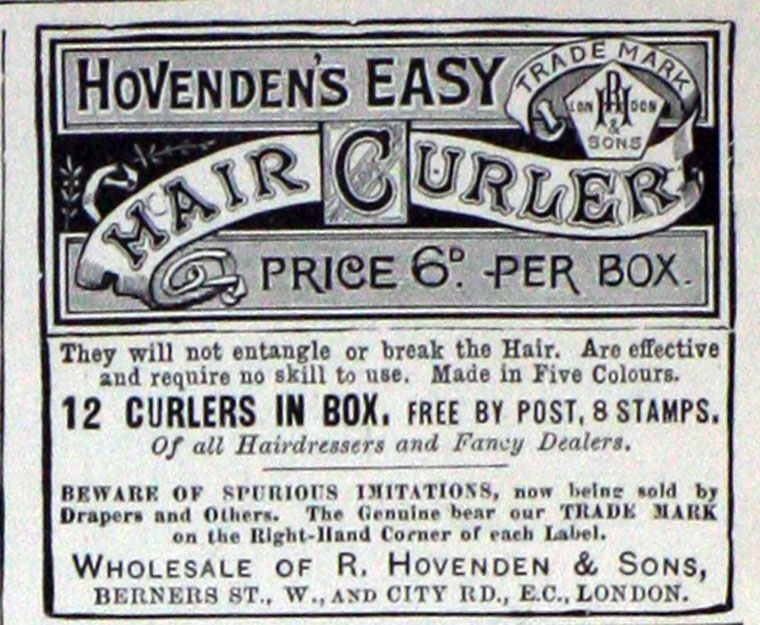 HOVENDEN'S EASY
TRADE MARK
RH
LONDON
& SONS
HAIR CURLER
PRICE 6D. PER BOX.
They will not entangle or break the Hair. Are effective
and require no skill to use. Made in Five Colours.
12 CURLERS IN BOX. FREE BY POST, 8 STAMPS.
Of all Hairdressers and Fancy Dealers.
BEWARE OF SPURIOUS IMITATIONS, now being sold by
Drapers and Others. The Genuine bear our TRADE MARK
on the Right-Hand Corner of each Label.
WHOLESALE OF R. HOVENDEN & SONS,
BERNERS ST., W., AND CITY RD., E.C., LONDON.